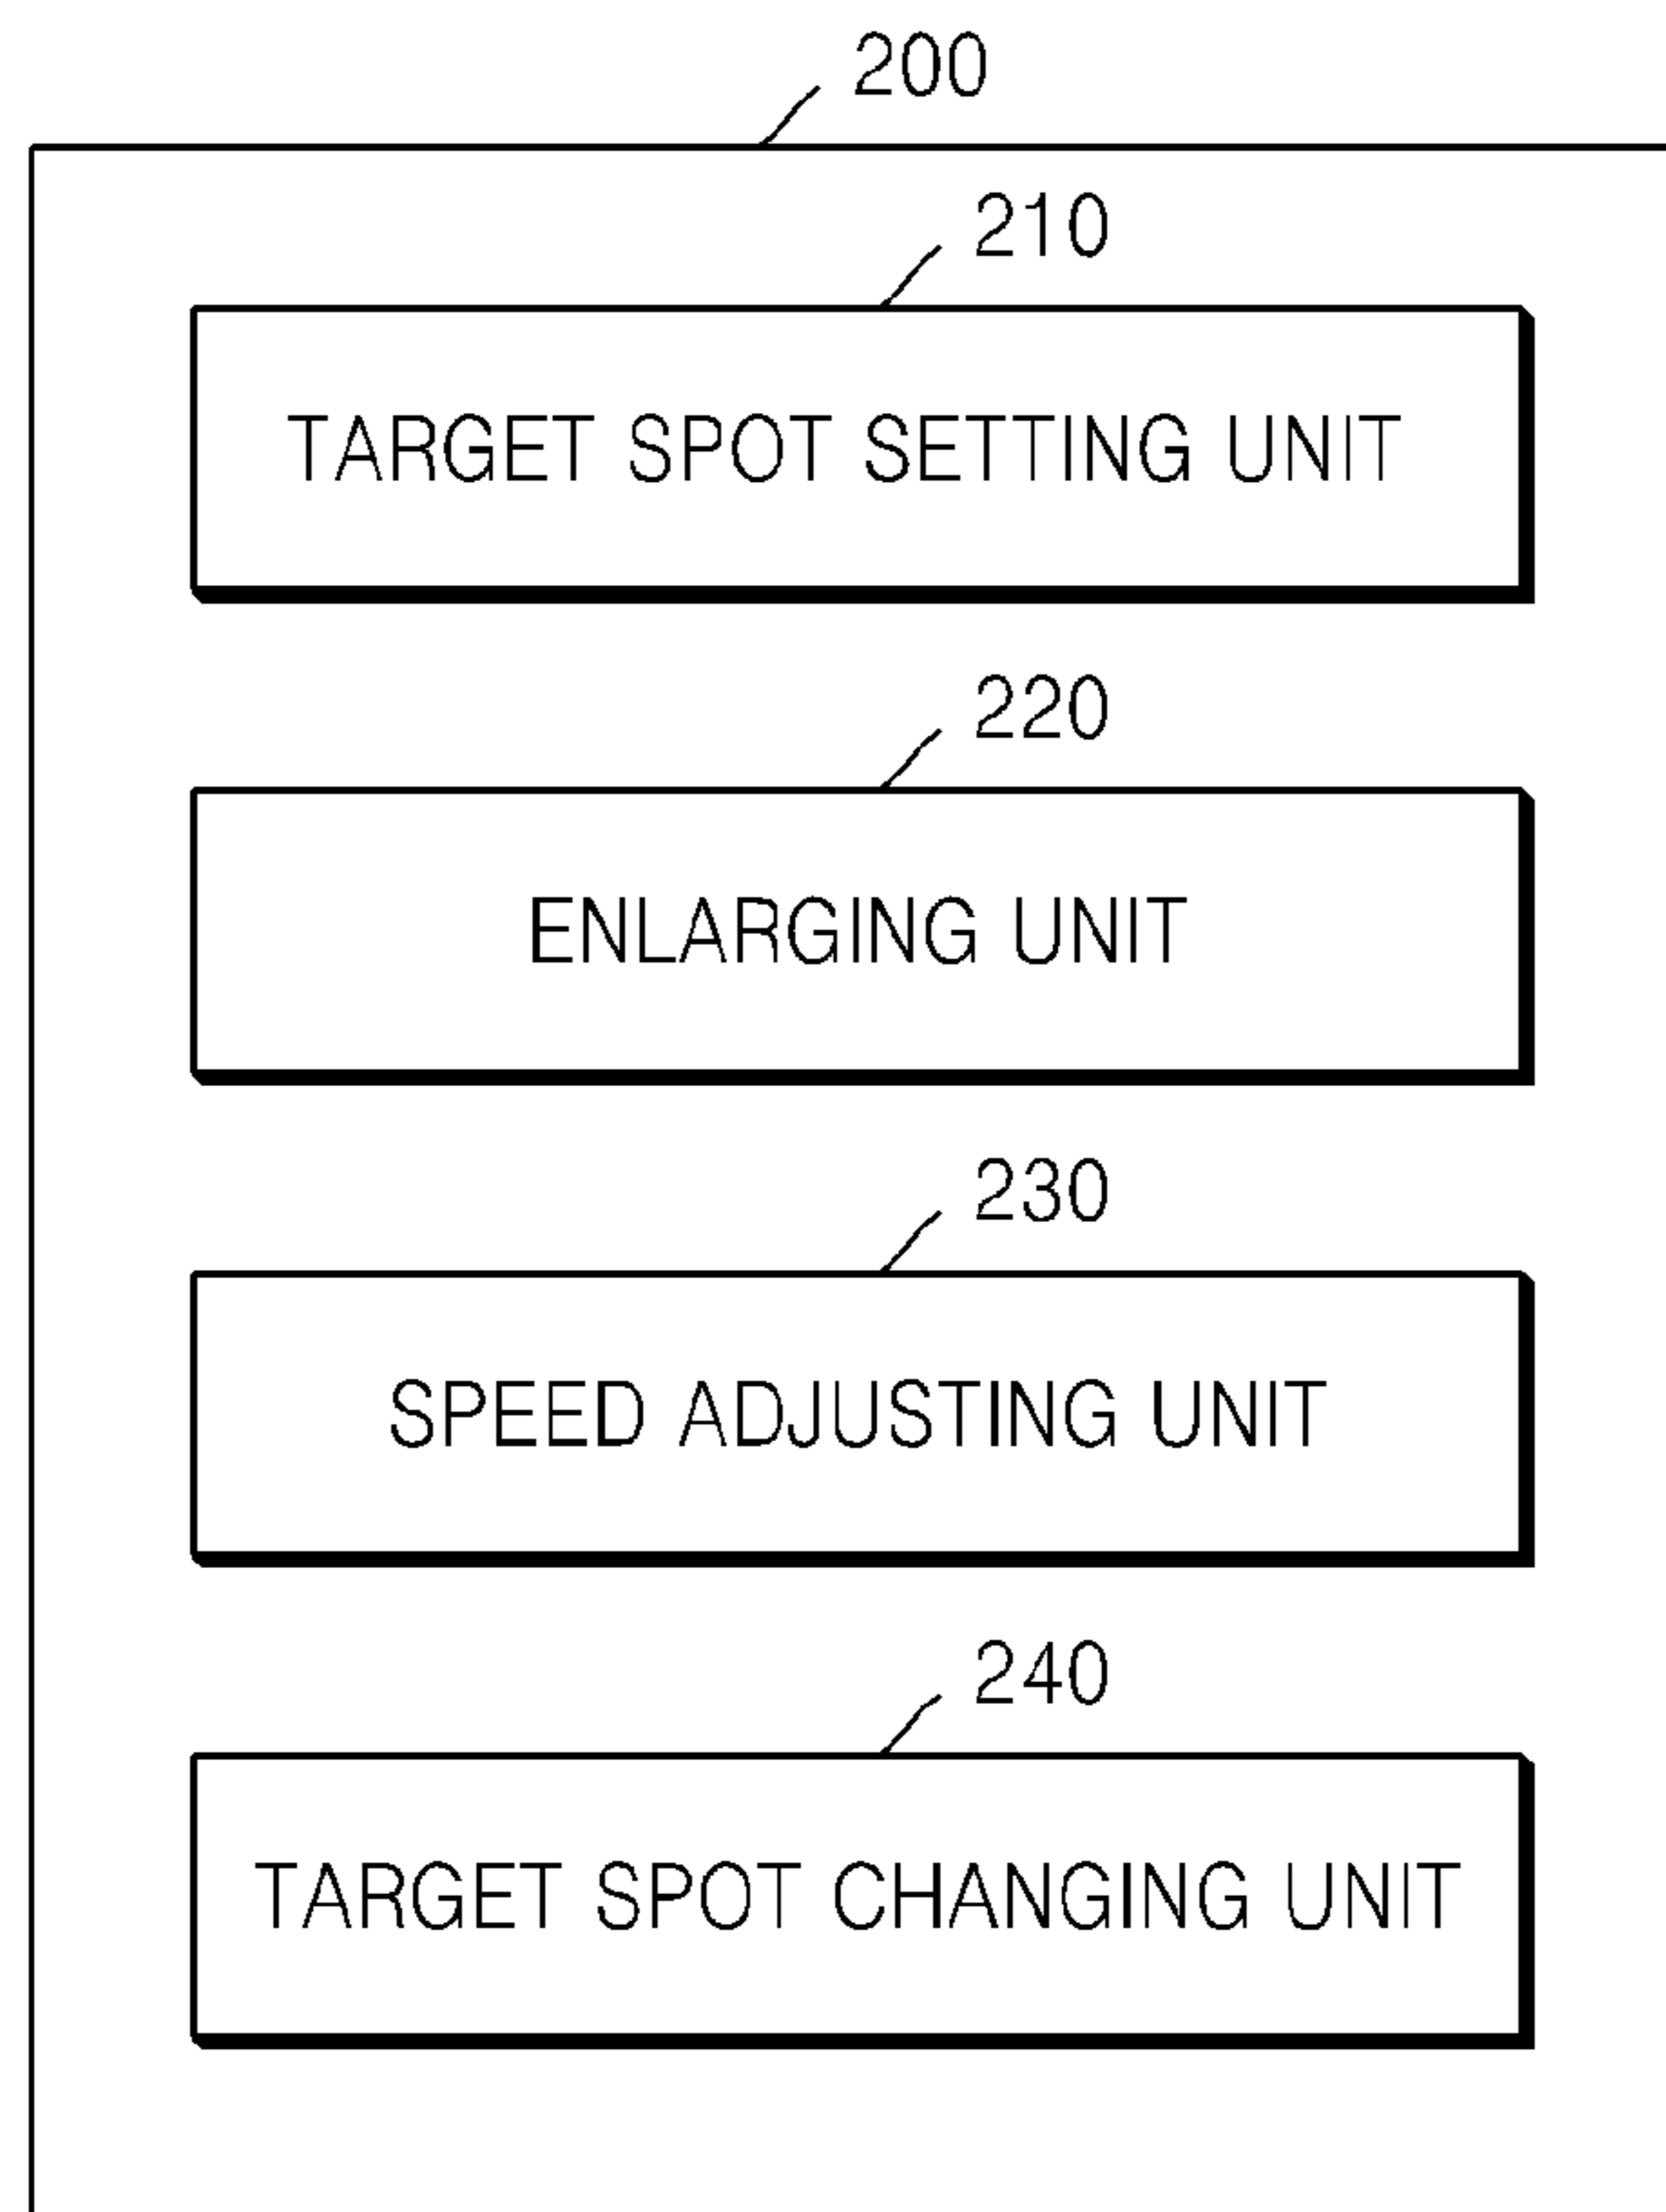 200
210
TARGET SPOT SETTING UNIT
220
ENLARGING UNIT
230
SPEED ADJUSTING UNIT
240
TARGET SPOT CHANGING UNIT